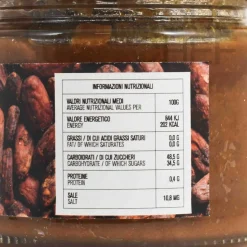 INFORMAZIONI NUTRIZIONALI
VALORI NUTRIZIONALI MEDI
AVERAGE NUTRITIONAL VALUES PER 100G
VALORE ENERGETICO 844 KJ
ENERGY 202 KCAL
GRASSI / DI CUI ACIDI GRASSI SATURI 0,0 G
FAT/ OF WHICH SATURATES 0,0 G
CARBOIDRATI / DI CUI ZUCCHERI 48,5 G
CARBOHYDRATE / OF WHICH SUGARS 34,5 G
PROTEINE
PROTEIN 0,4 G
SALE
SALT 10,8 MG